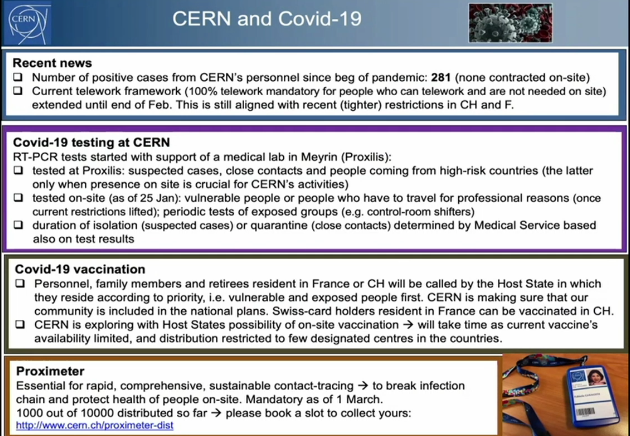 CERN
CERN and Covid-19
Recent news
❑ Number of positive cases from CERN's personnel since beg of pandemic: 281 (none contracted on-site)
❑ Current telework framework (100% telework mandatory for people who can telework and are not needed on site)
extended until end of Feb. This is still aligned with recent (tighter) restrictions in CH and F.
Covid-19 testing at CERN
RT-PCR tests started with support of a medical lab in Meyrin (Proxilis):
❑ tested at Proxilis: suspected cases, close contacts and people coming from high-risk countries (the latter
only when presence on site is crucial for CERN's activities)
❑ tested on-site (as of 25 Jan): vulnerable people or people who have to travel for professional reasons (once
current restrictions lifted); periodic tests of exposed groups (e.g. control-room shifters)
❑ duration of isolation (suspected cases) or quarantine (close contacts) determined by Medical Service based
also on test results
Covid-19 vaccination
❑ Personnel, family members and retirees resident in France or CH will be called by the Host State in which
they reside according to priority, i.e. vulnerable and exposed people first. CERN is making sure that our
community is included in the national plans. Swiss-card holders resident in France can be vaccinated in CH.
❑ CERN is exploring with Host States possibility of on-site vaccination → will take time as current vaccine's
availability limited, and distribution restricted to few designated centres in the countries.
Proximeter
Essential for rapid, comprehensive, sustainable contact-tracing → to break infection
chain and protect health of people on-site. Mandatory as of 1 March.
1000 out of 10000 distributed so far → please book a slot to collect yours:
http://www.cern.ch/proximeter-dist